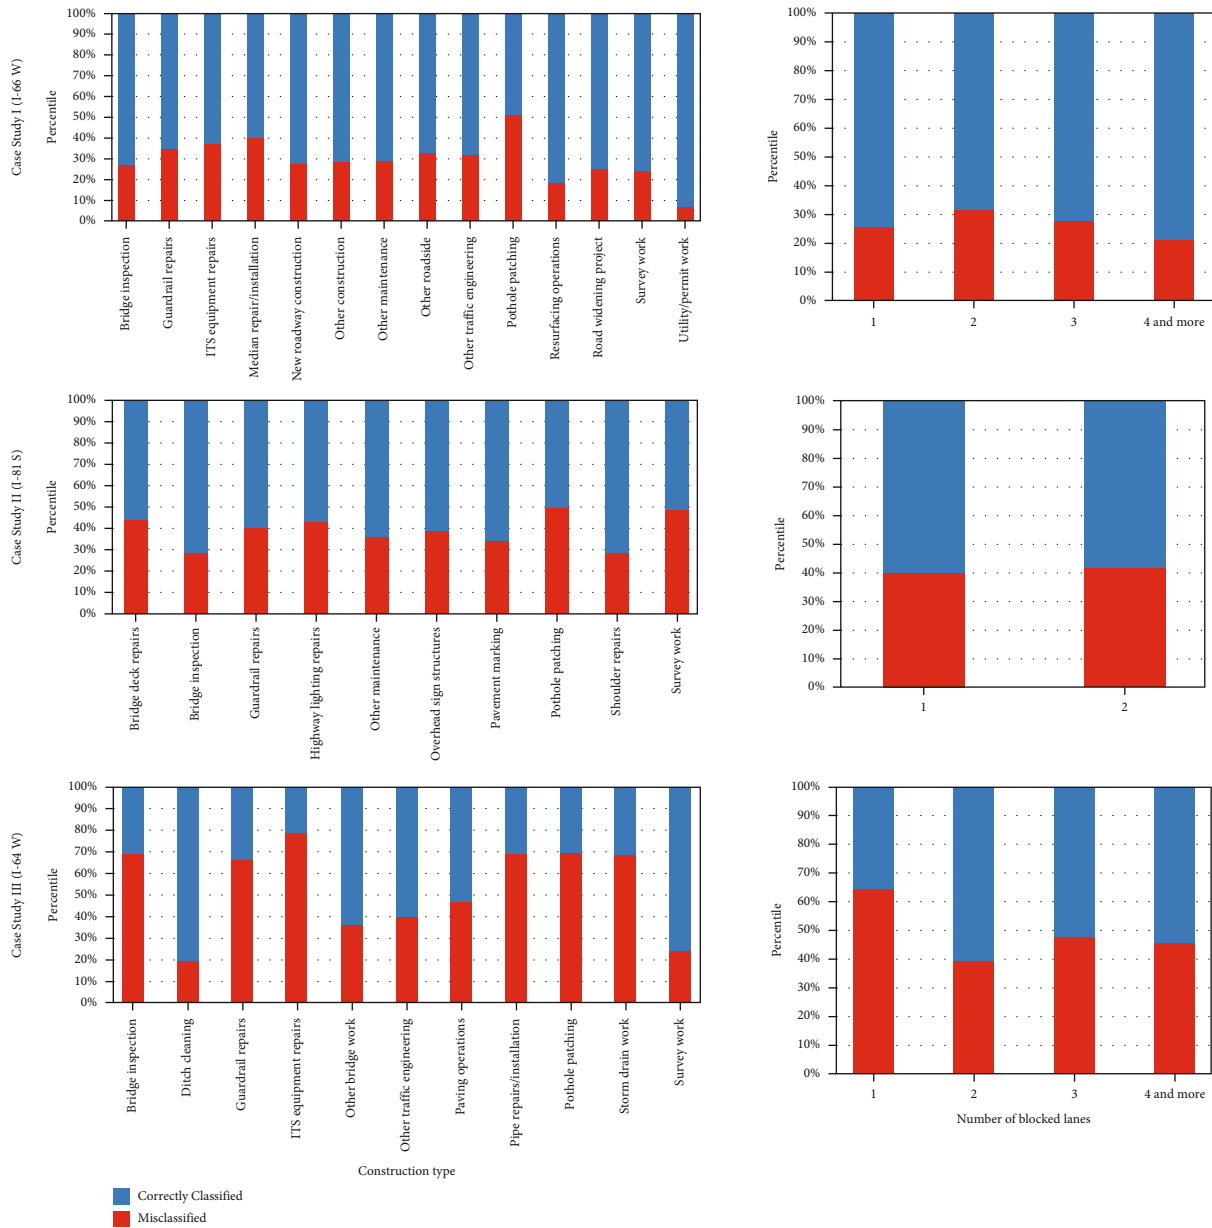 Case Study I (I-66 W)
Percentile
100%
90%
80%
70%
60%
50%
40%
30%
20%
10%
0%
Bridge inspection
Guardrail repairs
ITS equipment repairs
Median repair/installation
New roadway construction
Other construction
Other maintenance
Other roadside
Other traffic engineering
Pothole patching
Resurfacing operations
Road widening project
Survey work
Utility/permit work
Percentile
100%
90%
80%
70%
60%
50%
40%
30%
20%
10%
0%
1
2
3
4 and more
Case Study II (I-81 S)
Percentile
100%
90%
80%
70%
60%
50%
40%
30%
20%
10%
0%
Bridge deck repairs
Bridge inspection
Guardrail repairs
Highway lighting repairs
Other maintenance
Overhead sign structures
Pavement marking
Pothole patching
Shoulder repairs
Survey work
Percentile
100%
90%
80%
70%
60%
50%
40%
30%
20%
10%
0%
1
2
Case Study III (I-64 W)
Percentile
100%
90%
80%
70%
60%
50%
40%
30%
20%
10%
0%
Bridge inspection
Ditch cleaning
Guardrail repairs
ITS equipment repairs
Other bridge work
Other traffic engineering
Paving operations
Pipe repairs/installation
Pothole patching
Storm drain work
Survey work
Construction type
Percentile
100%
90%
80%
70%
60%
50%
40%
30%
20%
10%
0%
1
2
3
4 and more
Number of blocked lanes
Correctly Classified
Misclassified